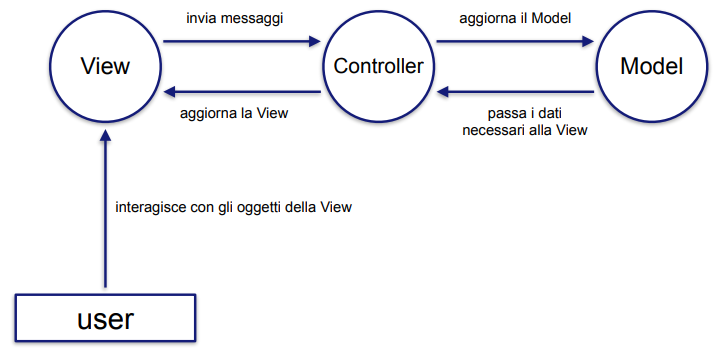 invia messaggi
aggiorna il Model
View
Controller
Model
aggiorna la View
passa i dati
necessari alla View
interagisce con gli oggetti della View
user